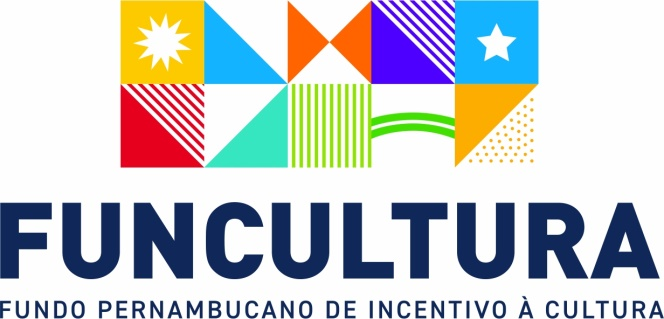 FUNCULTURA
FUNDO PERNAMBUCANO DE INCENTIVO À CULTURA